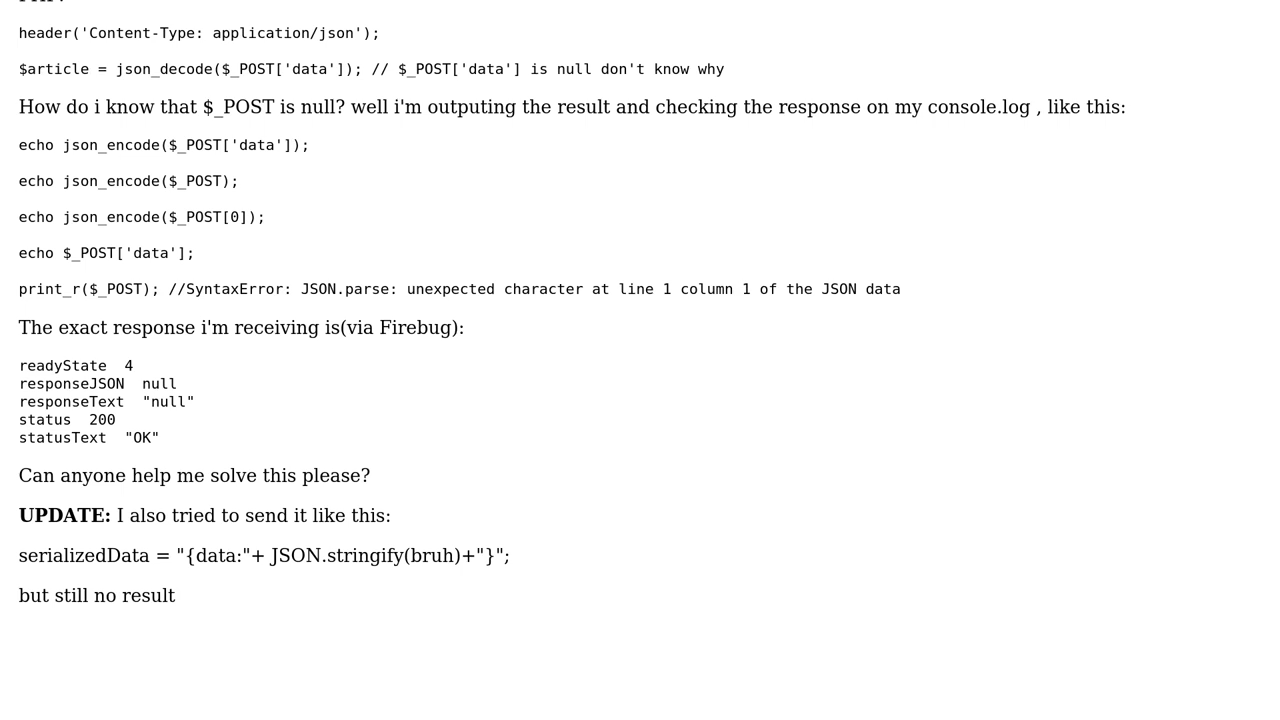 header('Content-Type: application/json');
$article = json_decode($_POST['data']); // $_POST['data'] is null don't know why
How do i know that $_POST is null? well i'm outputing the result and checking the response on my console.log , like this:
echo json_encode($_POST['data']);
echo json_encode($_POST);
echo json_encode($_POST[0]);
echo $_POST['data'];
print_r($_POST); //SyntaxError: JSON.parse: unexpected character at line 1 column 1 of the JSON data
The exact response i'm receiving is(via Firebug):
readyState  4
responseJSON  null
responseText  "null"
status  200
statusText  "OK"
Can anyone help me solve this please?
UPDATE: I also tried to send it like this:
serializedData = "{data:"+ JSON.stringify(bruh)+"}";
but still no result